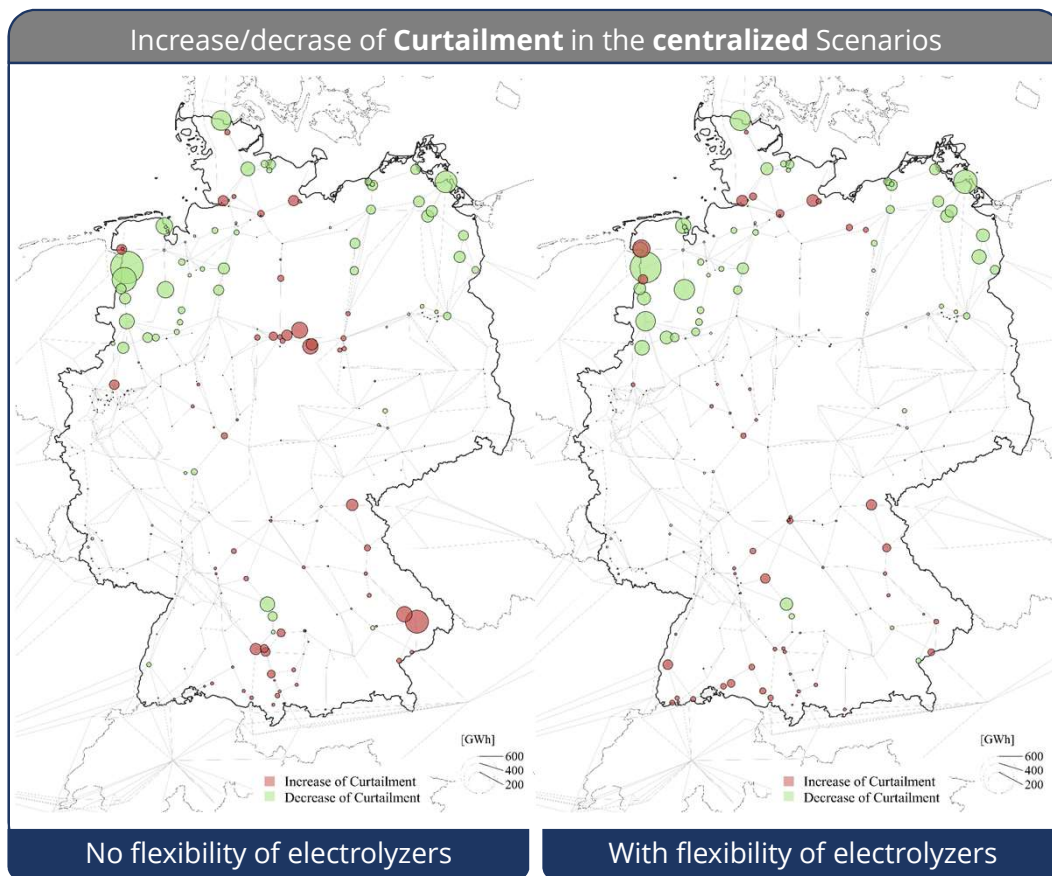 Increase/decrase of Curtailment in the centralized Scenarios
[GWh]
600
400
200
Increase of Curtailment
Decrease of Curtailment
[GWh]
600
400
200
Increase of Curtailment
Decrease of Curtailment
No flexibility of electrolyzers
With flexibility of electrolyzers